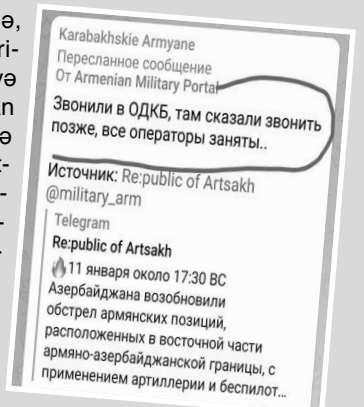 ə,
ri-
və
n
ə
-
-
-
-
Karabakhskie Armyane
Пересланное сообщение
От Armenian Military Portal
Звонили в ОДКБ, там сказали звонить
позже, все операторы заняты..
Источник: Re:public of Artsakh
@military_arm
Telegram
Re:public of Artsakh
🔥11 января около 17:30 ВС
Азербайджана возобновили
обстрел армянских позиций,
расположенных в восточной части
армяно-азербайджанской границы, с
применением артиллерии и беспилот...